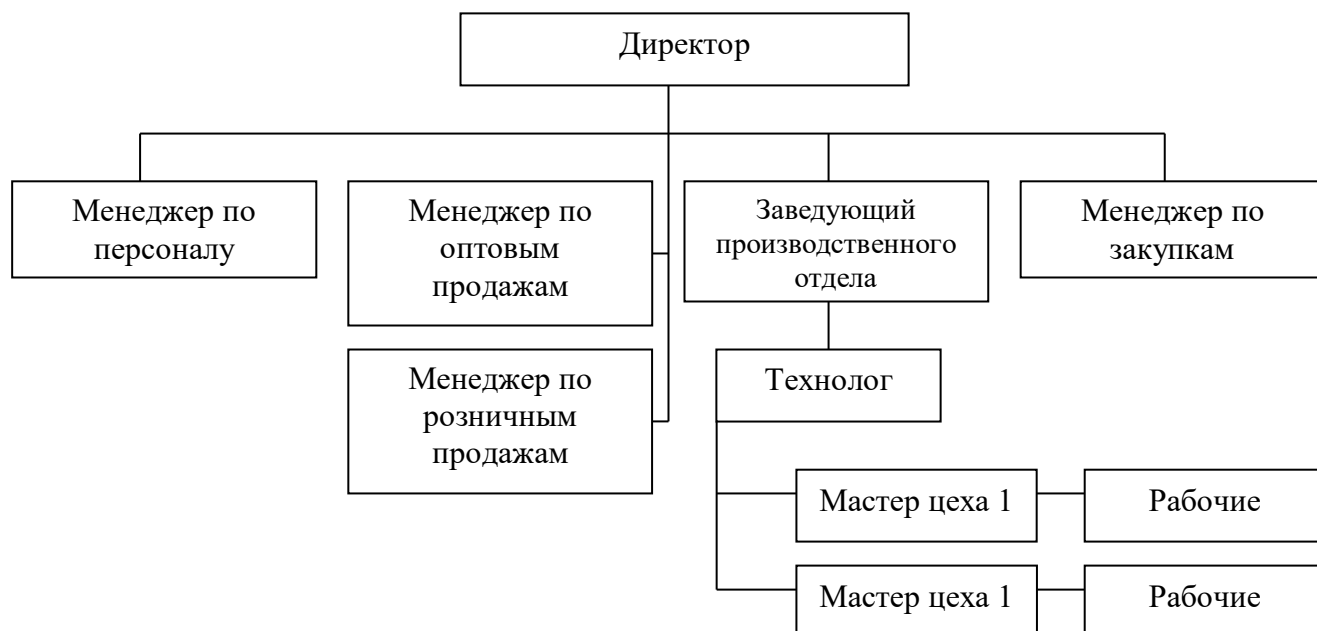 Директор
Менеджер по
персоналу
Менеджер по
оптовым
продажам
Заведующий
производственного
отдела
Менеджер по
закупкам
Менеджер по
розничным
продажам
Технолог
Мастер цеха 1
Рабочие
Мастер цеха 1
Рабочие